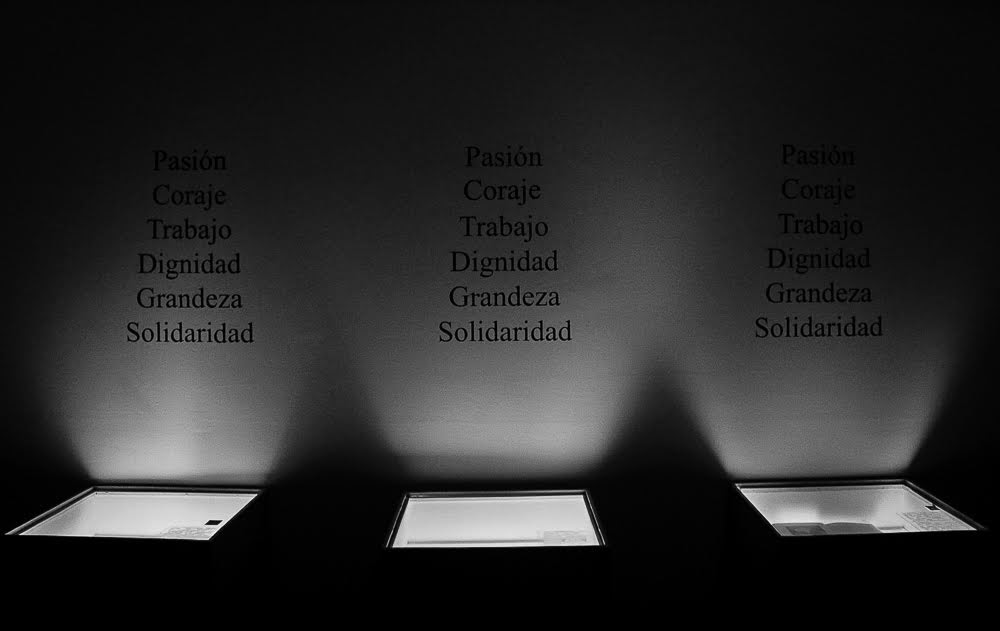 Pasión
Coraje
Trabajo
Dignidad
Grandeza
Solidaridad
Pasión
Coraje
Trabajo
Dignidad
Grandeza
Solidaridad
Pasión
Coraje
Trabajo
Dignidad
Grandeza
Solidaridad